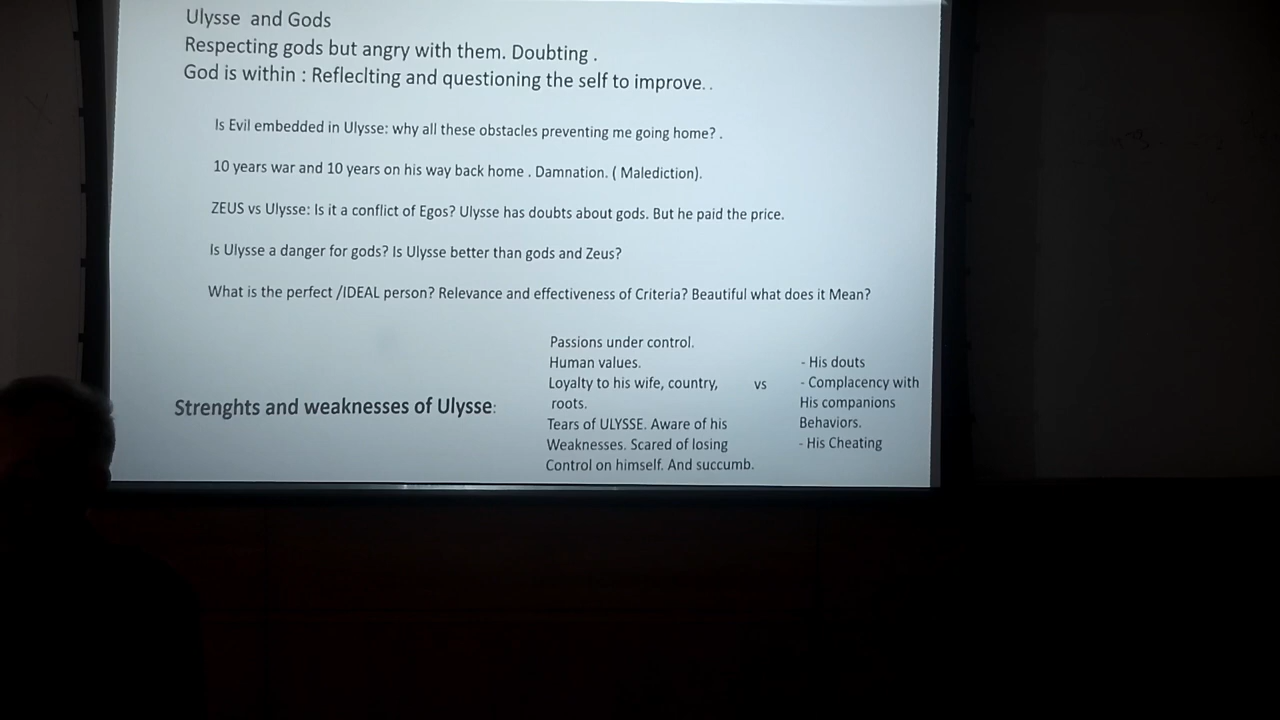 Ulysse and Gods
Respecting gods but angry with them. Doubting .
God is within : Refleclting and questioning the self to improve. .
Is Evil embedded in Ulysse: why all these obstacles preventing me going home? .
10 years war and 10 years on his way back home . Damnation. ( Malediction).
ZEUS vs Ulysse: Is it a conflict of Egos? Ulysse has doubts about gods. But he paid the price.
Is Ulysse a danger for gods? Is Ulysse better than gods and Zeus?
What is the perfect /IDEAL person? Relevance and effectiveness of Criteria? Beautiful what does it Mean?
Strenghts and weaknesses of Ulysse:
Passions under control.
Human values.
Loyalty to his wife, country,
roots.
Tears of ULYSSE. Aware of his
Weaknesses. Scared of losing
Control on himself. And succumb.
vs
- His douts
- Complacency with
His companions
Behaviors.
- His Cheating